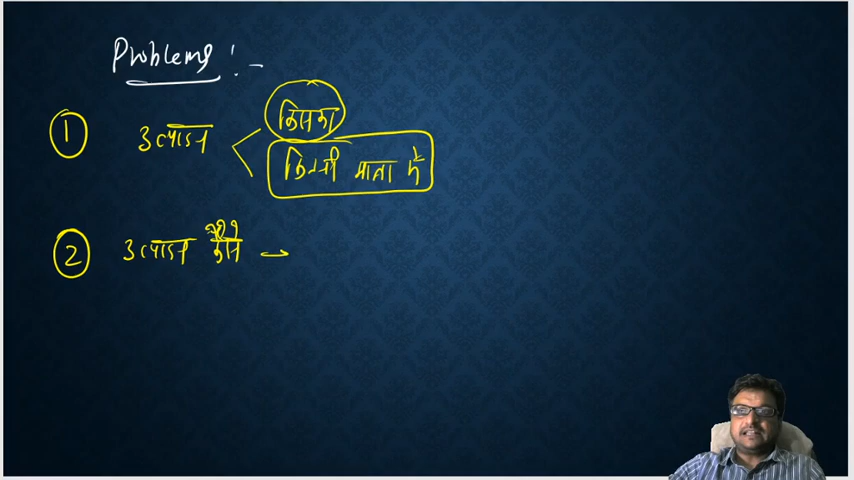 Problems :-
① उत्पादन
किसका
कितनी मात्रा में
② उत्पादन